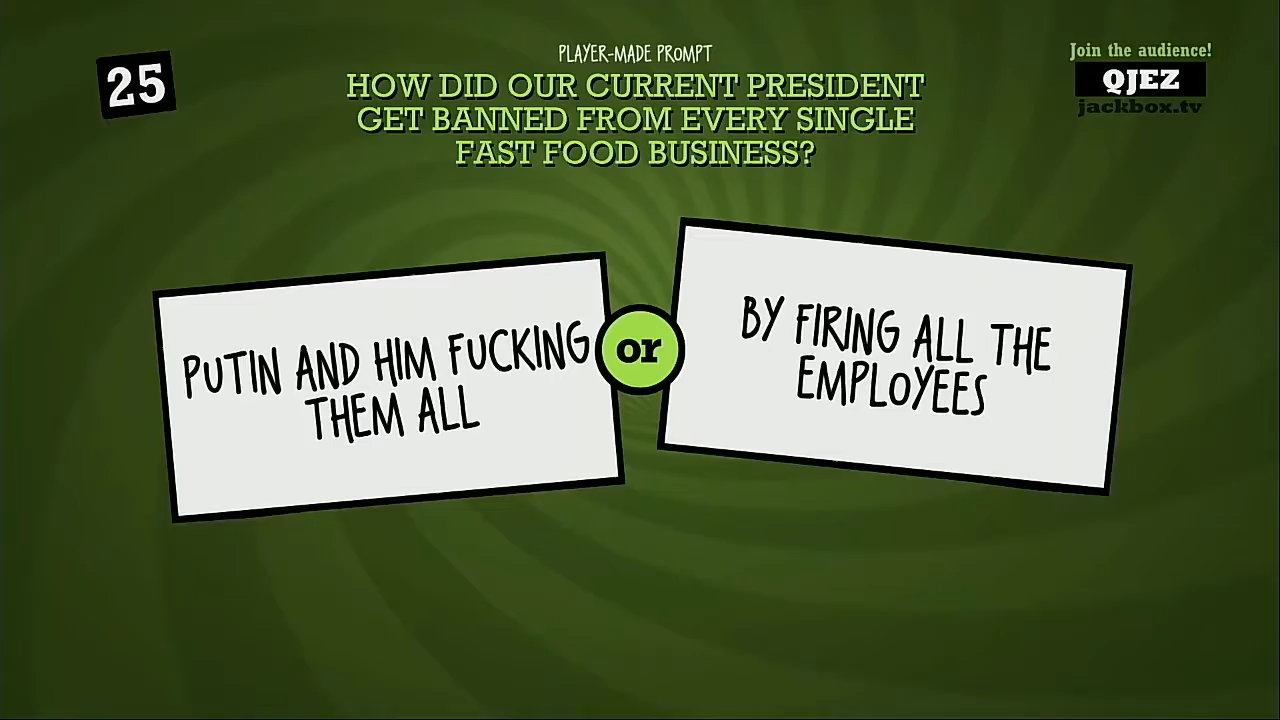 25
PLAYER-MADE PROMPT
HOW DID OUR CURRENT PRESIDENT
GET BANNED FROM EVERY SINGLE
FAST FOOD BUSINESS?
Join the audience!
QJEZ
jackbox.tv
PUTIN AND HIM FUCKING
THEM ALL
or
BY FIRING ALL THE
EMPLOYEES